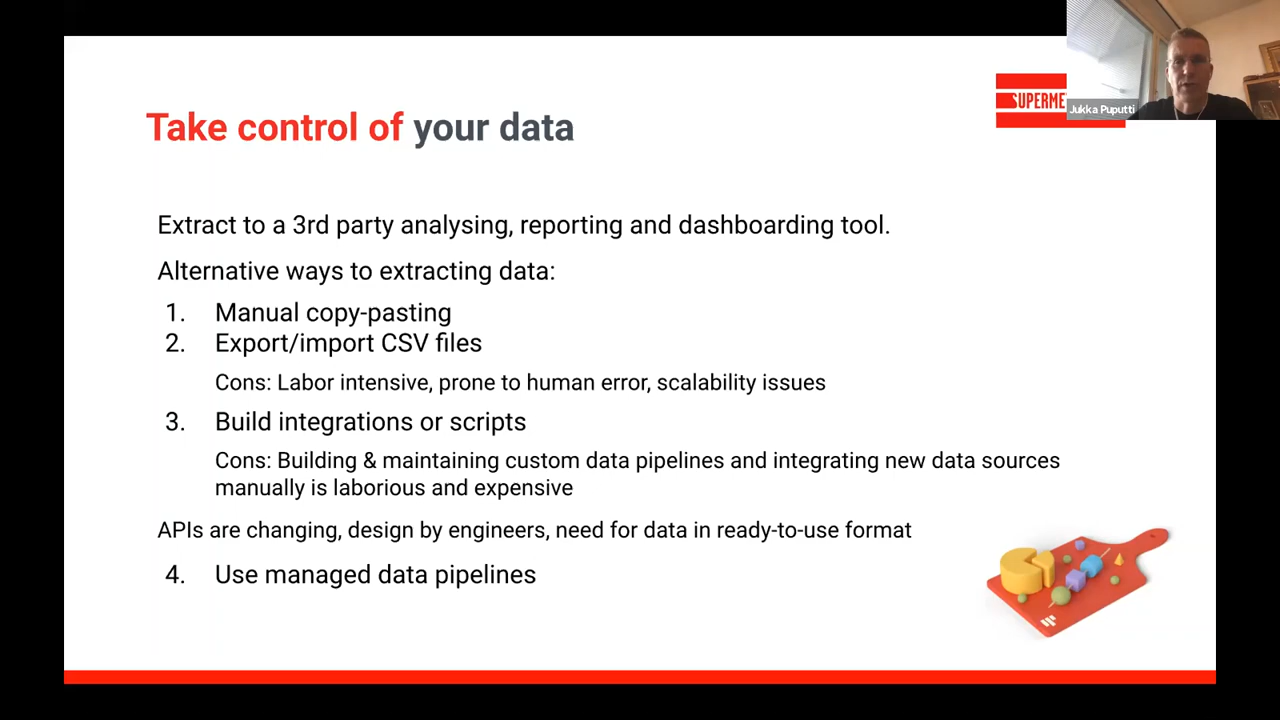 Jukka Puputti
Take control of your data
Extract to a 3rd party analysing, reporting and dashboarding tool.
Alternative ways to extracting data:
1. Manual copy-pasting
2. Export/import CSV files
Cons: Labor intensive, prone to human error, scalability issues
3. Build integrations or scripts
Cons: Building & maintaining custom data pipelines and integrating new data sources
manually is laborious and expensive
APIs are changing, design by engineers, need for data in ready-to-use format
4. Use managed data pipelines